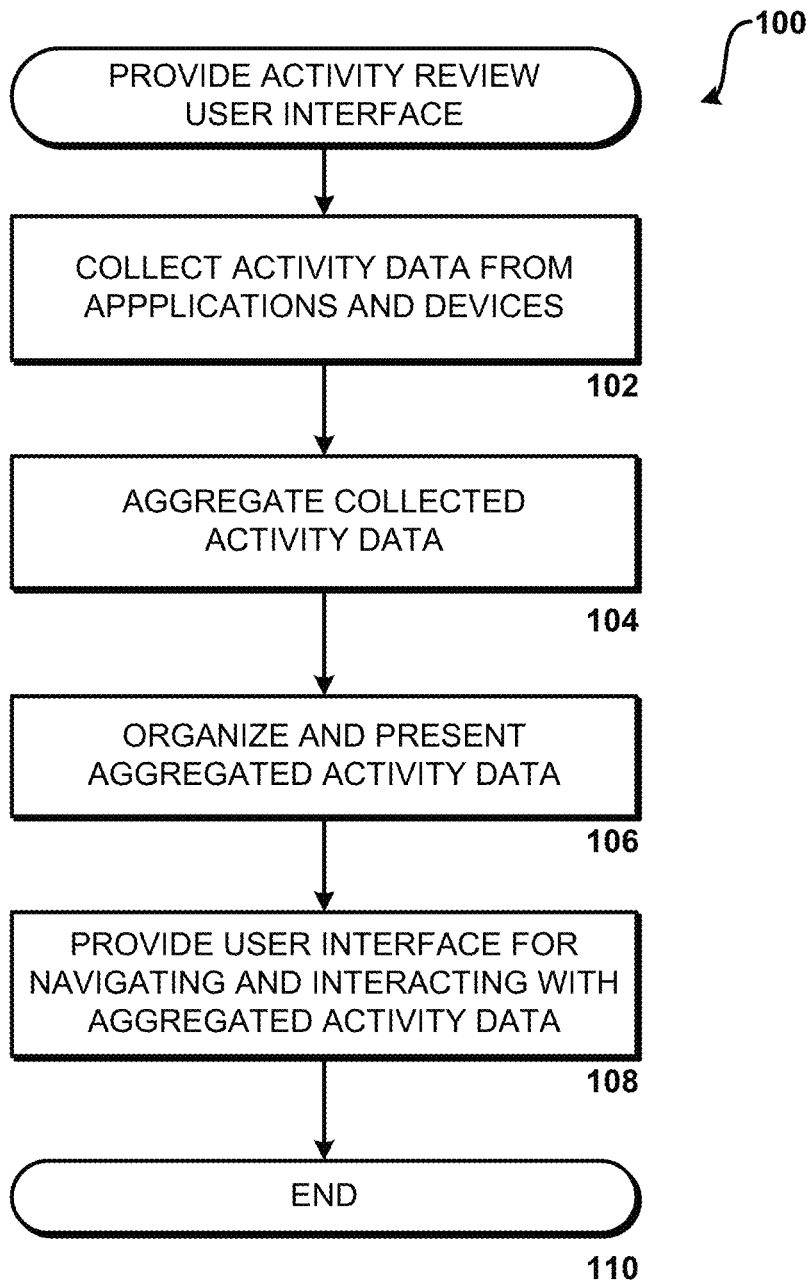 100
PROVIDE ACTIVITY REVIEW
USER INTERFACE
COLLECT ACTIVITY DATA FROM
APPPLICATIONS AND DEVICES
102
AGGREGATE COLLECTED
ACTIVITY DATA
104
ORGANIZE AND PRESENT
AGGREGATED ACTIVITY DATA
106
PROVIDE USER INTERFACE FOR
NAVIGATING AND INTERACTING WITH
AGGREGATED ACTIVITY DATA
108
END
110